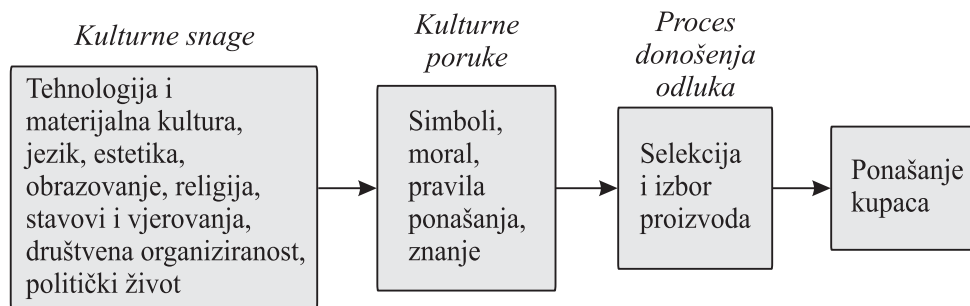 Kulturne snage
Tehnologija i
materijalna kultura,
jezik, estetika,
obrazovanje, religija,
stavovi i vjerovanja,
društvena organiziranost,
politički život
Kulturne
poruke
Simboli,
moral,
pravila
ponašanja,
znanje
Proces
donošenja
odluka
Selekcija
i izbor
proizvoda
Ponašanje
kupaca